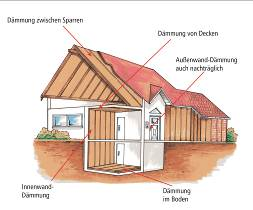 Dämmung zwischen Sparren
Dämmung von Decken
Außenwand-Dämmung
auch nachträglich
Innenwand-
Dämmung
Dämmung
im Boden